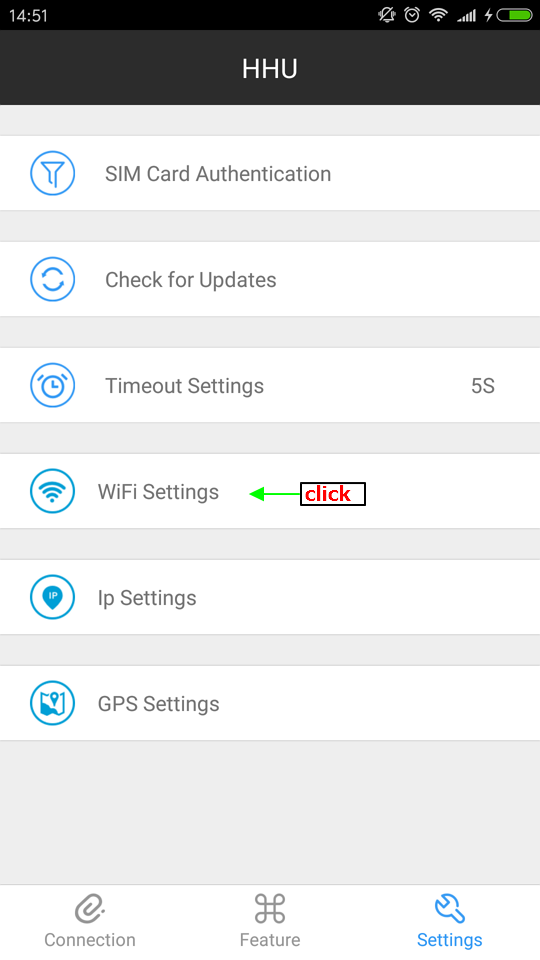 14:51
HHU
SIM Card Authentication
Check for Updates
Timeout Settings 5S
WiFi Settings click
IP
Ip Settings
GPS Settings
Connection Feature Settings